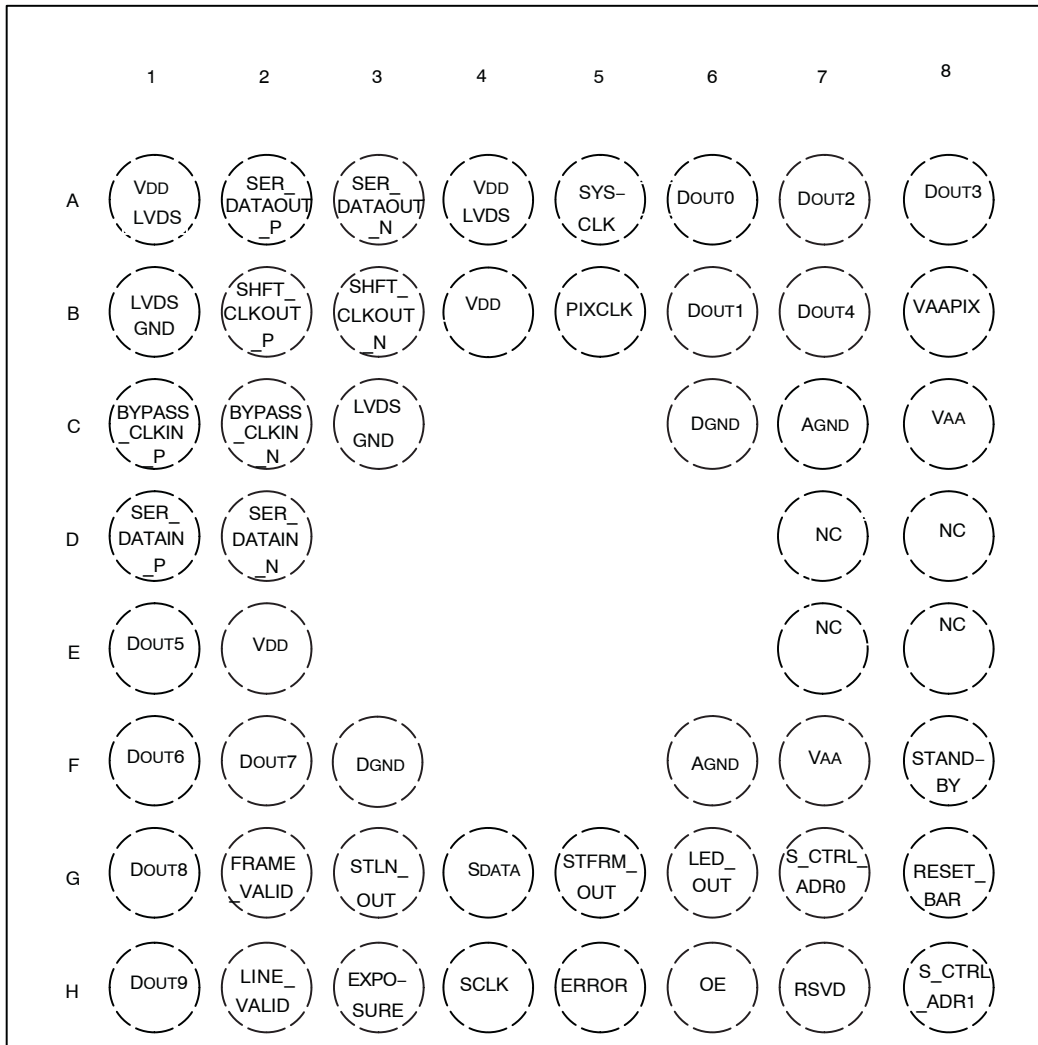 1 2 3 4 5 6 7 8
A
VDD
LVDS
SER_
DATAOUT
_P
SER_
DATAOUT
_N
VDD
LVDS
SYS–
CLK
DOUT0
DOUT2
DOUT3
B
LVDS
GND
SHFT_
CLKOUT
_P
SHFT_
CLKOUT
_N
VDD
PIXCLK
DOUT1
DOUT4
VAAPIX
C
BYPASS
_CLKIN
_P
BYPASS
_CLKIN
_N
LVDS
GND
DGND
AGND
VAA
D
SER_
DATAIN
_P
SER_
DATAIN
_N
NC
NC
E
DOUT5
VDD
NC
NC
F
DOUT6
DOUT7
DGND
AGND
VAA
STAND–
BY
G
DOUT8
FRAME
_VALID
STLN_
OUT
SDATA
STFRM_
OUT
LED_
OUT
S_CTRL_
ADR0
RESET_
BAR
H
DOUT9
LINE_
VALID
EXPO–
SURE
SCLK
ERROR
OE
RSVD
S_CTRL
_ADR1